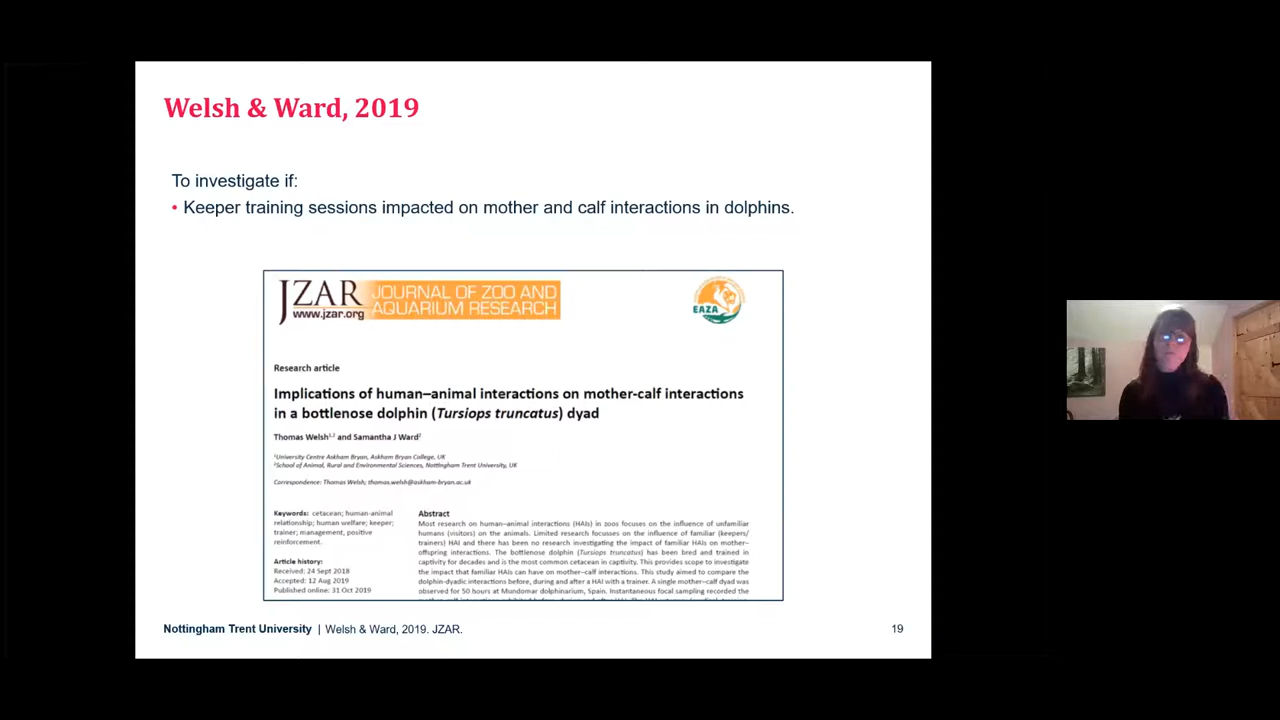 Welsh & Ward, 2019
To investigate if:
• Keeper training sessions impacted on mother and calf interactions in dolphins.
JZAR JOURNAL OF ZOO AND
www.jzar.org AQUARIUM RESEARCH
EAZA
Research article
Implications of human–animal interactions on mother-calf interactions
in a bottlenose dolphin (Tursiops truncatus) dyad
Thomas Welsh1,2 and Samantha J Ward2
1University Centre Askham Bryan, Askham Bryan College, UK
2School of Animal, Rural and Environmental Sciences, Nottingham Trent University, UK
Correspondence: Thomas Welsh; thomas.welsh@askham-bryan.ac.uk
Keywords: cetacean; human-animal
relationship; human welfare; keeper;
trainer; management, positive
reinforcement.
Article history:
Received: 24 Sept 2018
Accepted: 12 Aug 2019
Published online: 31 Oct 2019
Abstract
Most research on human–animal interactions (HAIs) in zoos focuses on the influence of unfamiliar
humans (visitors) on the animals. Limited research focusses on the influence of familiar (keepers/
trainers) HAI and there has been no research investigating the impact of familiar HAIs on mother–
offspring interactions. The bottlenose dolphin (Tursiops truncatus) has been bred and trained in
captivity for decades and is the most common cetacean in captivity. This provides scope to investigate
the impact that familiar HAIs can have on mother–calf interactions. This study aimed to compare the
dolphin-dyadic interactions before, during and after a HAI with a trainer. A single mother–calf dyad was
observed for 50 hours at Mundomar dolphinarium, Spain. Instantaneous focal sampling recorded the
Nottingham Trent University | Welsh & Ward, 2019. JZAR.
19